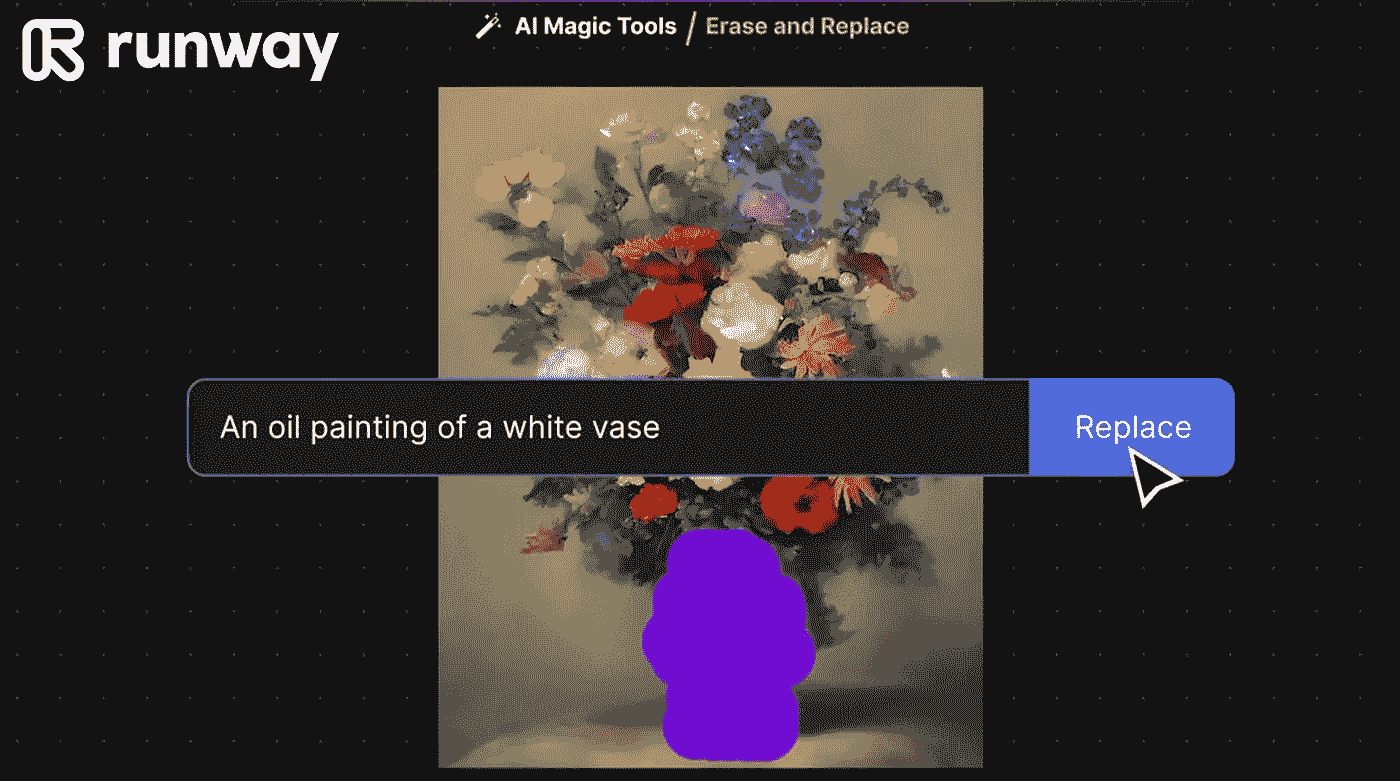 runway
AI Magic Tools / Erase and Replace
An oil painting of a white vase
Replace